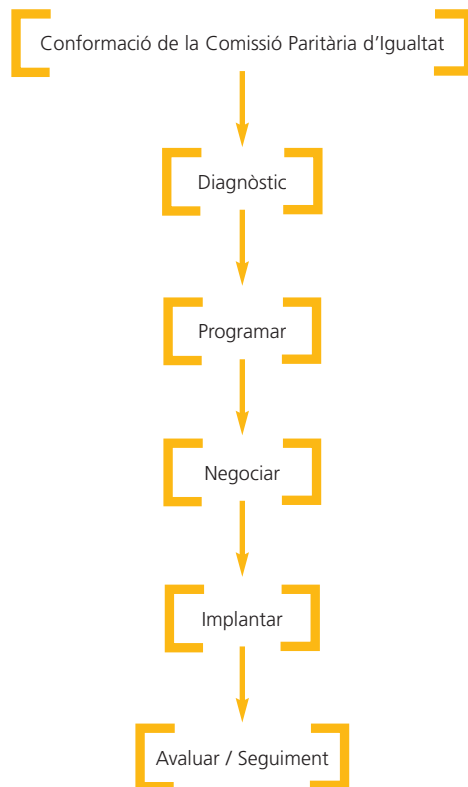 Conformació de la Comissió Paritària d’Igualtat
Diagnòstic
Programar
Negociar
Implantar
Avaluar / Seguiment